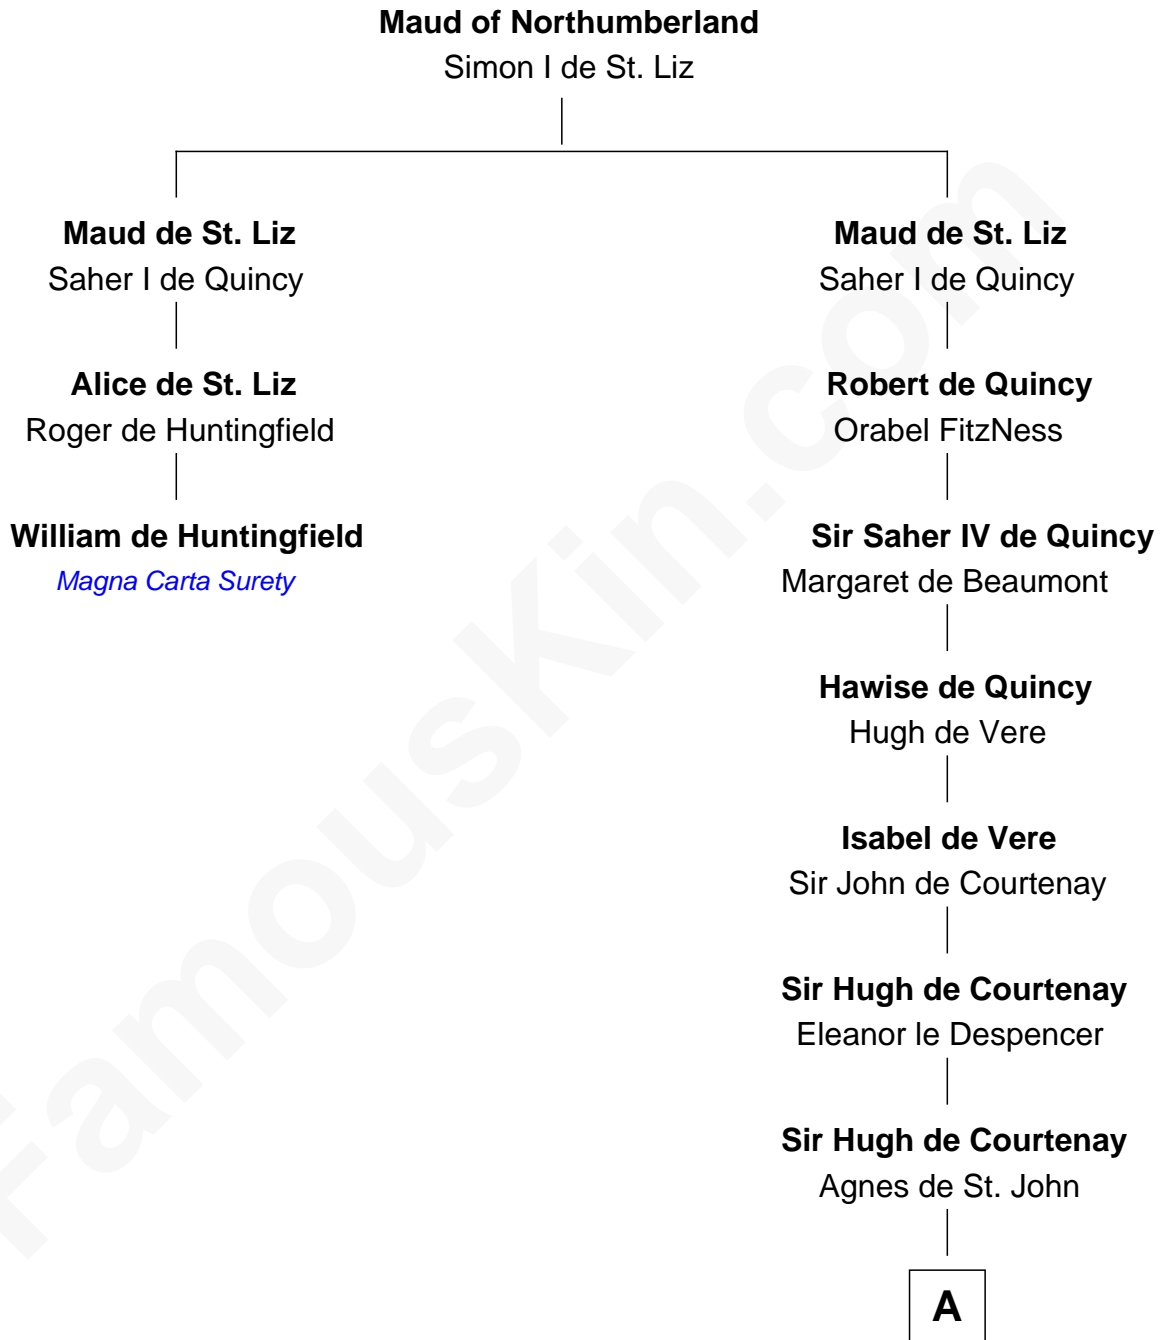 Maud of Northumberland
Simon I de St. Liz
Maud de St. Liz
Saher I de Quincy
Alice de St. Liz
Roger de Huntingfield
William de Huntingfield
Magna Carta Surety
Maud de St. Liz
Saher I de Quincy
Robert de Quincy
Orabel FitzNess
Sir Saher IV de Quincy
Margaret de Beaumont
Hawise de Quincy
Hugh de Vere
Isabel de Vere
Sir John de Courtenay
Sir Hugh de Courtenay
Eleanor le Despencer
Sir Hugh de Courtenay
Agnes de St. John
A
FamousKin.com